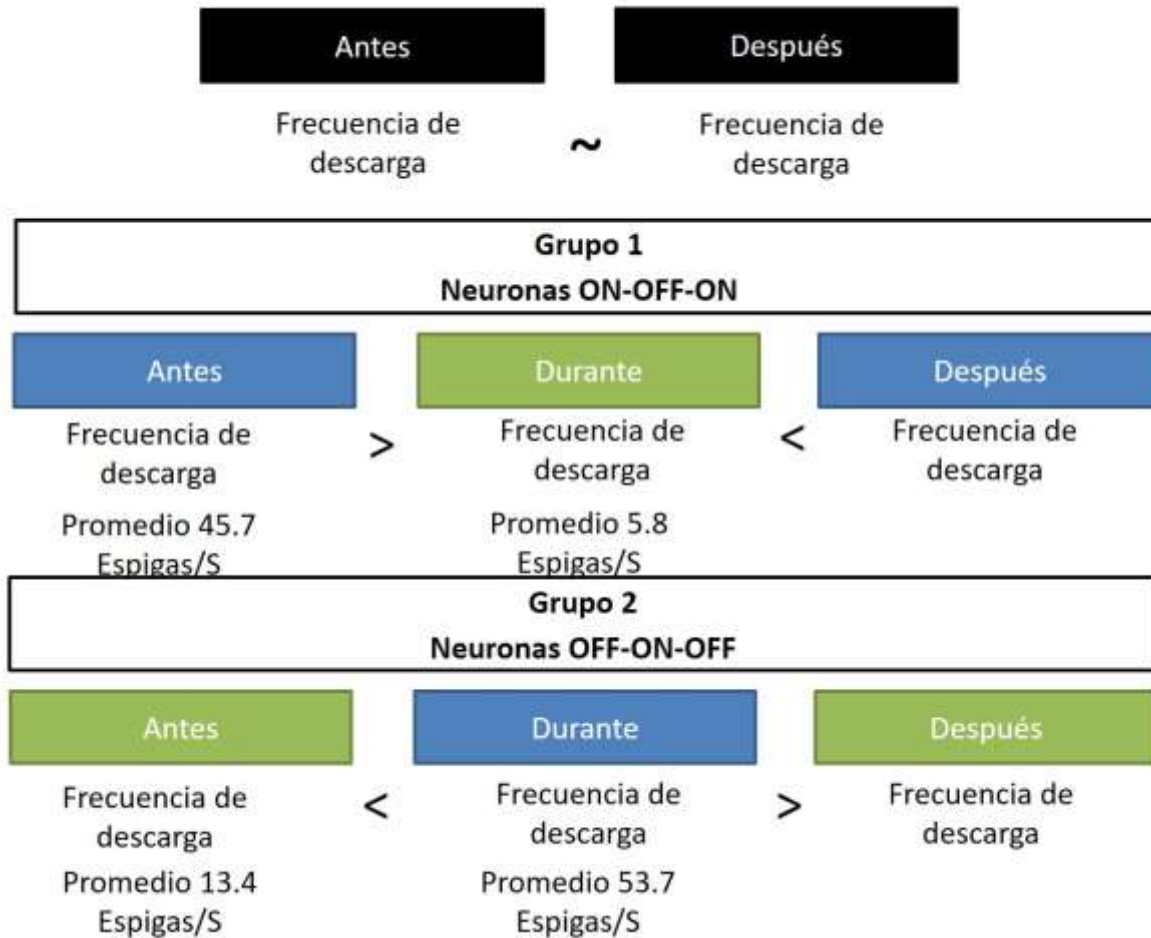 Antes Después
Frecuencia de Frecuencia de
descarga ~ descarga
Grupo 1
Neuronas ON-OFF-ON
Antes Durante Después
Frecuencia de > Frecuencia de < Frecuencia de
descarga descarga descarga
Promedio 45.7 Promedio 5.8
Espigas/S Espigas/S
Grupo 2
Neuronas OFF-ON-OFF
Antes Durante Después
Frecuencia de < Frecuencia de > Frecuencia de
descarga descarga descarga
Promedio 13.4 Promedio 53.7
Espigas/S Espigas/S